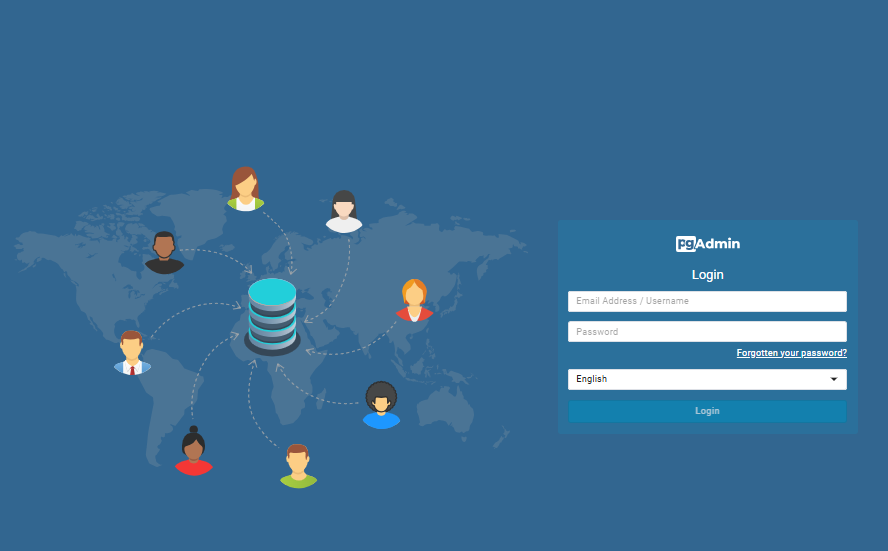 pgAdmin
Login
Email Address / Username
Password
Forgotten your password?
English
Login